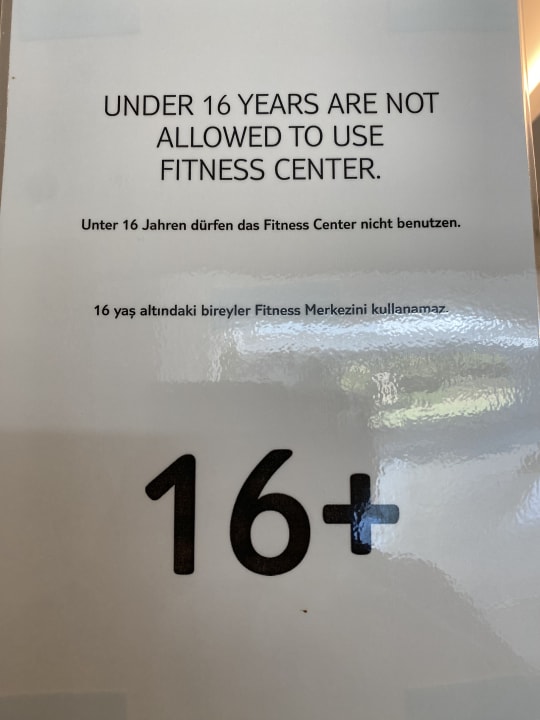 UNDER 16 YEARS ARE NOT
ALLOWED TO USE
FITNESS CENTER.
Unter 16 Jahren dürfen das Fitness Center nicht benutzen.
16 yaş altındaki bireyler Fitness Merkezini kullanamaz.
16+